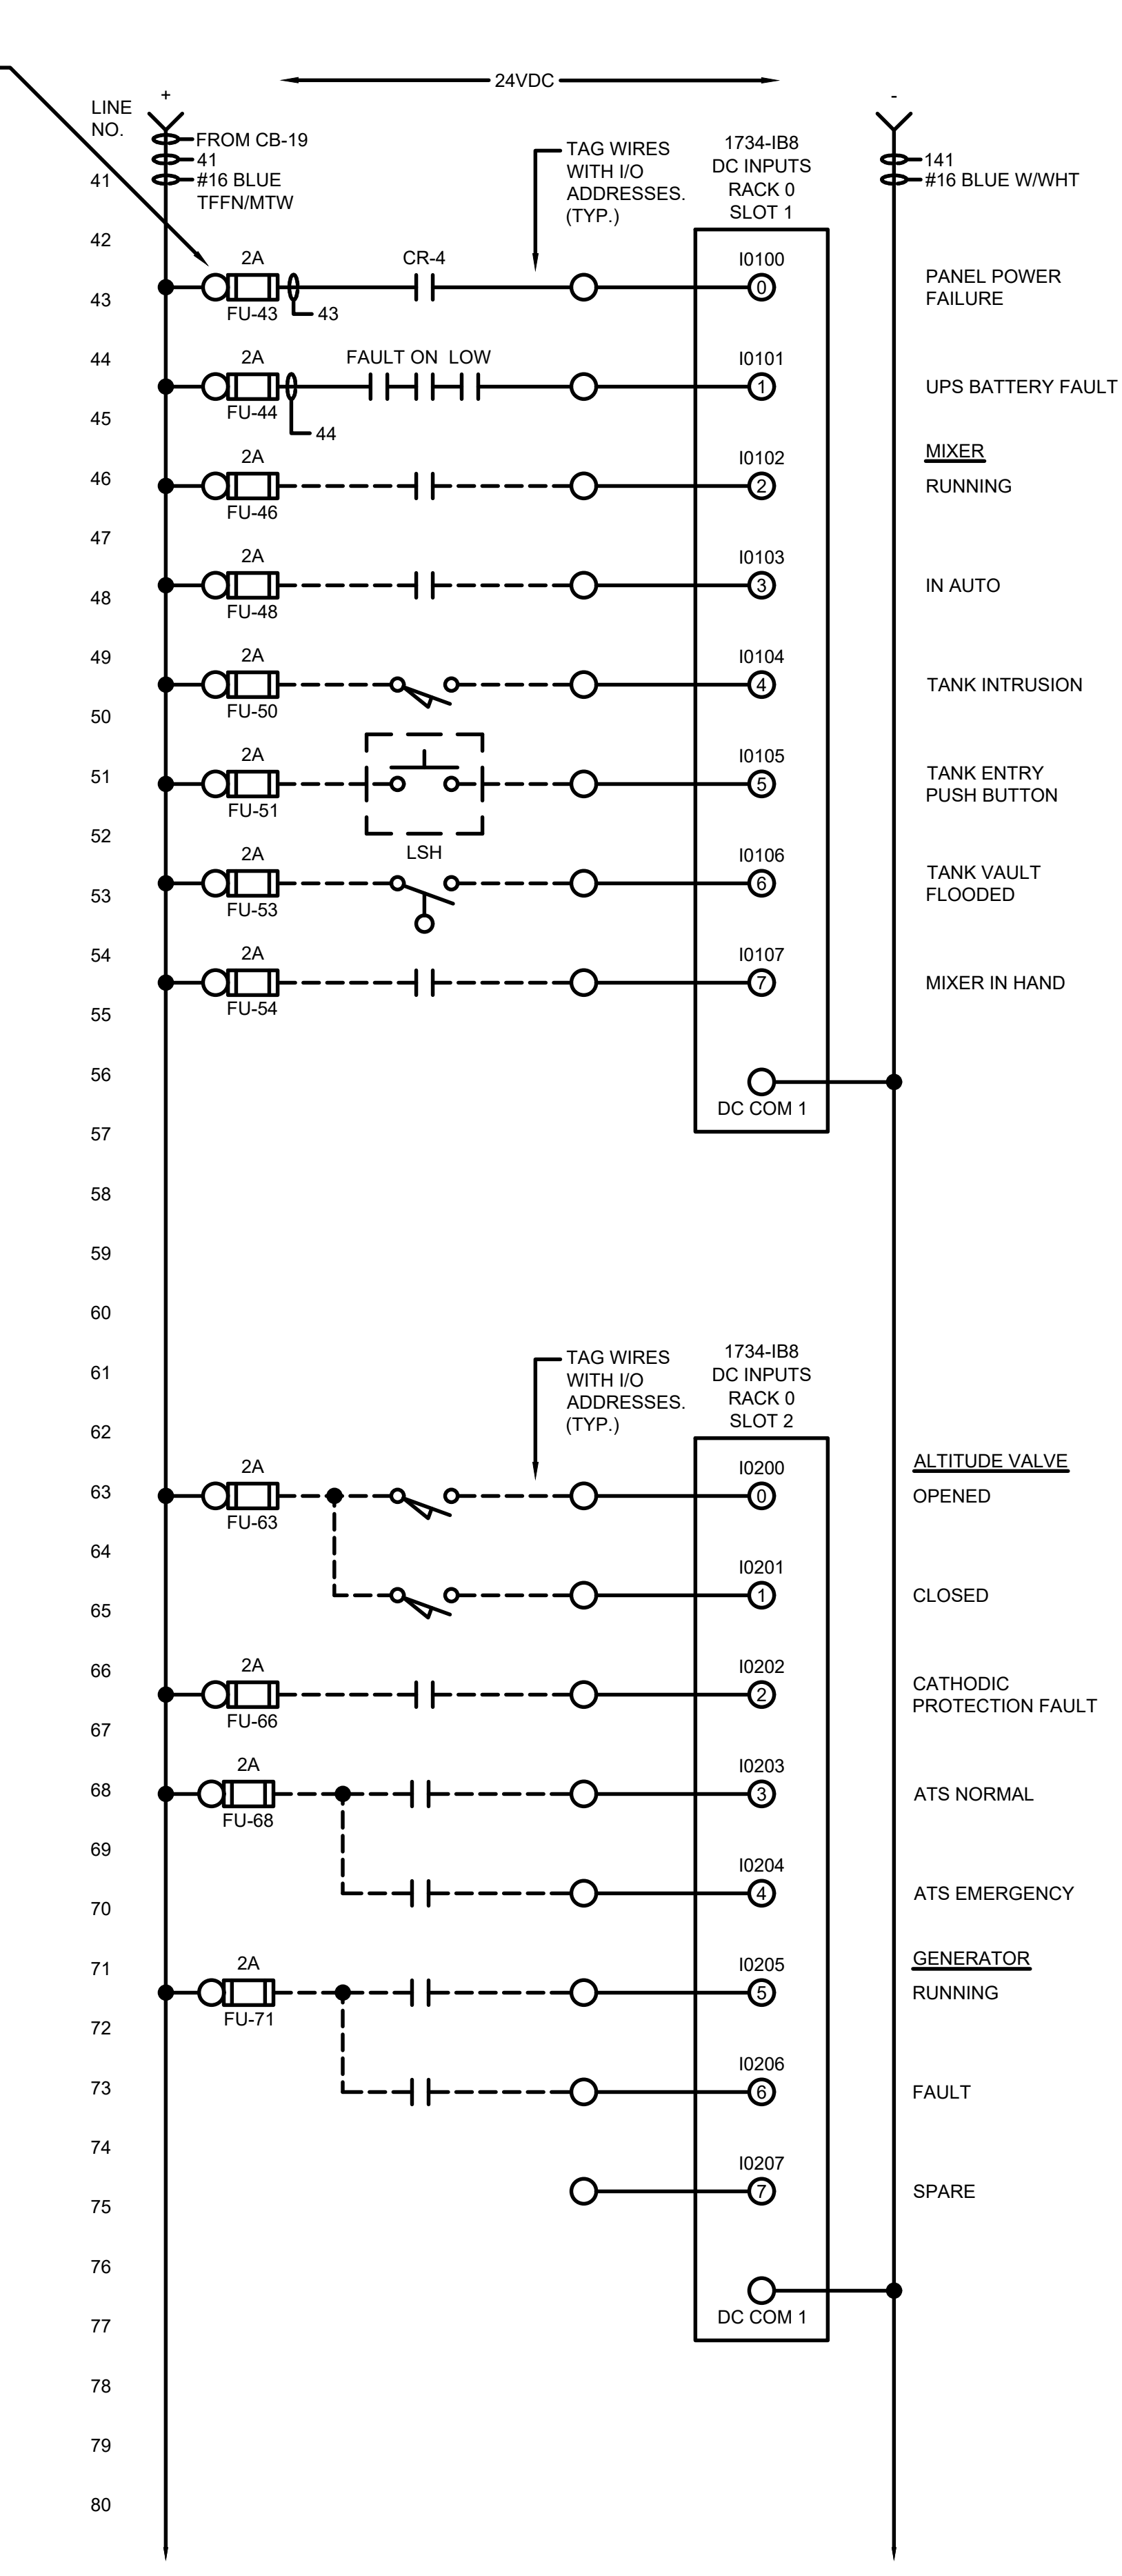 24VDC
+
-
LINE
NO.
FROM CB-19
41
#16 BLUE
TFFN/MTW
TAG WIRES
WITH I/O
ADDRESSES.
(TYP.)
1734-IB8
DC INPUTS
RACK 0
SLOT 1
141
#16 BLUE W/WHT
41
42
2A
CR-4
I0100
0
PANEL POWER
FAILURE
43
FU-43
43
44
2A
FAULT ON LOW
I0101
1
UPS BATTERY FAULT
FU-44
45
44
MIXER
46
2A
I0102
2
RUNNING
FU-46
47
2A
I0103
3
IN AUTO
48
FU-48
49
2A
I0104
4
TANK INTRUSION
FU-50
50
51
2A
I0105
5
TANK ENTRY
PUSH BUTTON
FU-51
52
LSH
2A
I0106
6
TANK VAULT
FLOODED
53
FU-53
54
2A
I0107
7
MIXER IN HAND
FU-54
55
56
DC COM 1
57
58
59
60
61
TAG WIRES
WITH I/O
ADDRESSES.
(TYP.)
1734-IB8
DC INPUTS
RACK 0
SLOT 2
62
ALTITUDE VALVE
2A
I0200
63
0
OPENED
FU-63
64
I0201
1
CLOSED
65
66
2A
I0202
2
CATHODIC
PROTECTION FAULT
FU-66
67
2A
I0203
68
3
ATS NORMAL
FU-68
69
I0204
4
ATS EMERGENCY
70
GENERATOR
71
2A
I0205
5
RUNNING
FU-71
72
I0206
73
6
FAULT
74
I0207
7
SPARE
75
76
DC COM 1
77
78
79
80